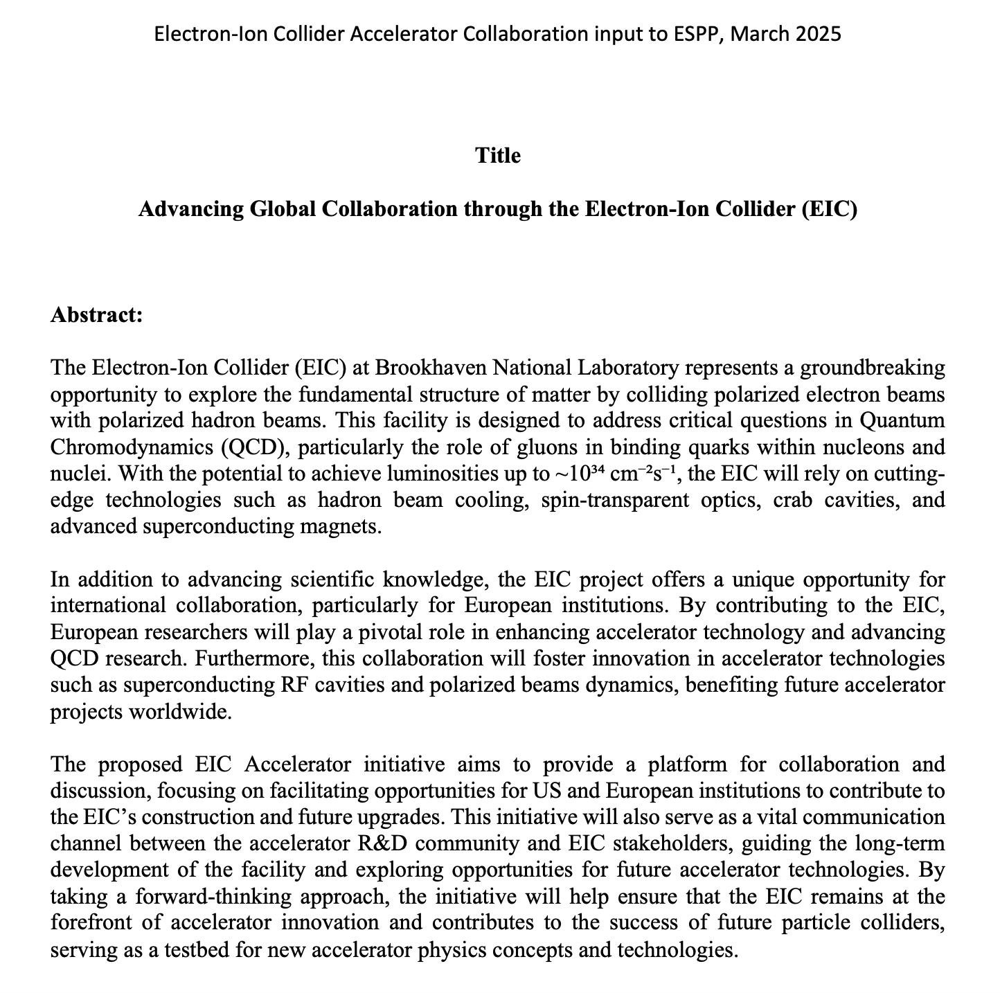 Electron-Ion Collider Accelerator Collaboration input to ESPP, March 2025
Title
Advancing Global Collaboration through the Electron-Ion Collider (EIC)
Abstract:
The Electron-Ion Collider (EIC) at Brookhaven National Laboratory represents a groundbreaking
opportunity to explore the fundamental structure of matter by colliding polarized electron beams
with polarized hadron beams. This facility is designed to address critical questions in Quantum
Chromodynamics (QCD), particularly the role of gluons in binding quarks within nucleons and
nuclei. With the potential to achieve luminosities up to ~10³⁴ cm⁻²s⁻¹, the EIC will rely on cutting-
edge technologies such as hadron beam cooling, spin-transparent optics, crab cavities, and
advanced superconducting magnets.
In addition to advancing scientific knowledge, the EIC project offers a unique opportunity for
international collaboration, particularly for European institutions. By contributing to the EIC,
European researchers will play a pivotal role in enhancing accelerator technology and advancing
QCD research. Furthermore, this collaboration will foster innovation in accelerator technologies
such as superconducting RF cavities and polarized beams dynamics, benefiting future accelerator
projects worldwide.
The proposed EIC Accelerator initiative aims to provide a platform for collaboration and
discussion, focusing on facilitating opportunities for US and European institutions to contribute to
the EIC’s construction and future upgrades. This initiative will also serve as a vital communication
channel between the accelerator R&D community and EIC stakeholders, guiding the long-term
development of the facility and exploring opportunities for future accelerator technologies. By
taking a forward-thinking approach, the initiative will help ensure that the EIC remains at the
forefront of accelerator innovation and contributes to the success of future particle colliders,
serving as a testbed for new accelerator physics concepts and technologies.